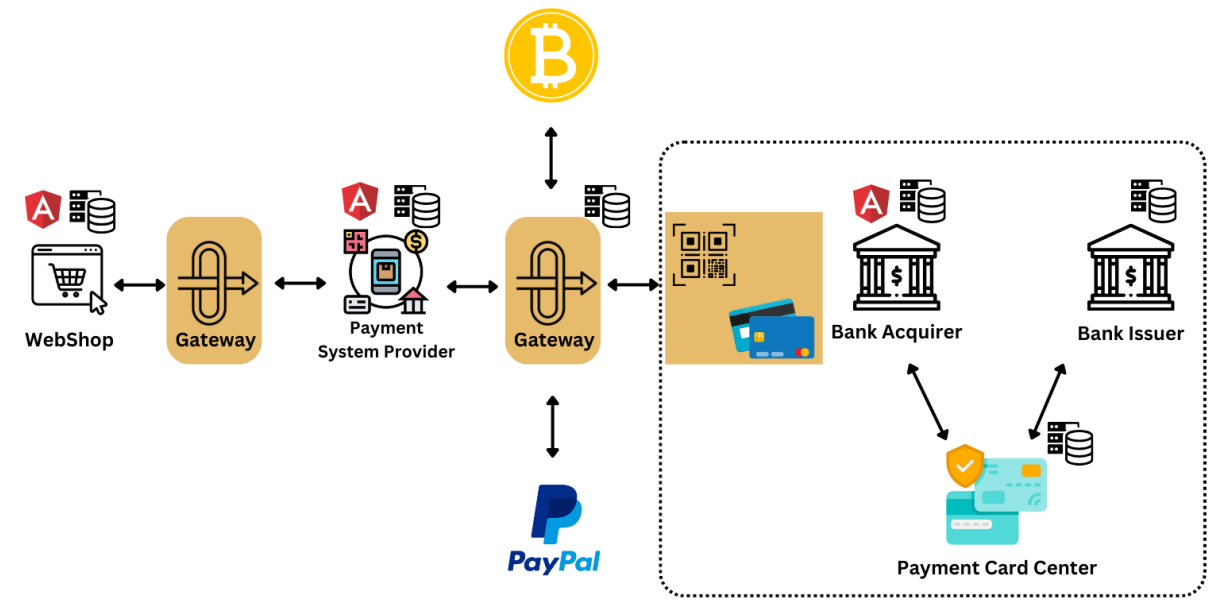 WebShop
Gateway
Payment
System Provider
Gateway
Bank Acquirer
Bank Issuer
PayPal
Payment Card Center